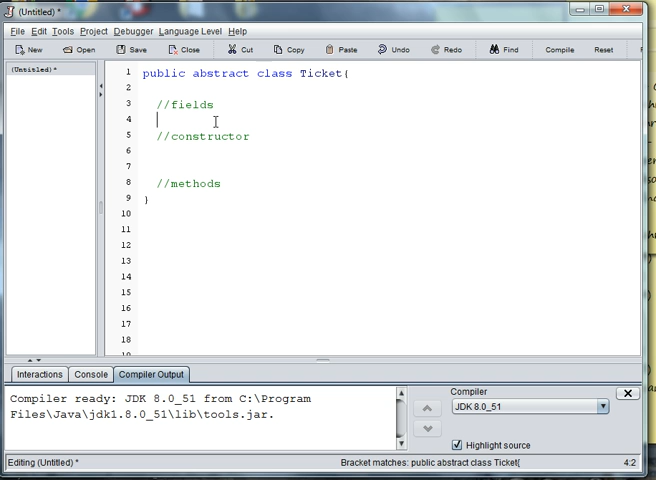 (Untitled) *
File Edit Tools Project Debugger Language Level Help
New Open Save Close Cut Copy Paste Undo Redo Find Compile Reset
(Untitled) *
1 public abstract class Ticket{
2
3 //fields
4
5 //constructor
6
7
8 //methods
9 }
10
11
12
13
14
15
16
17
18
19
Interactions Console Compiler Output
Compiler ready: JDK 8.0_51 from C:\Program
Files\Java\jdk1.8.0_51\lib\tools.jar.
Compiler
JDK 8.0_51
Highlight source
Editing (Untitled) * Bracket matches: public abstract class Ticket{ 4:2